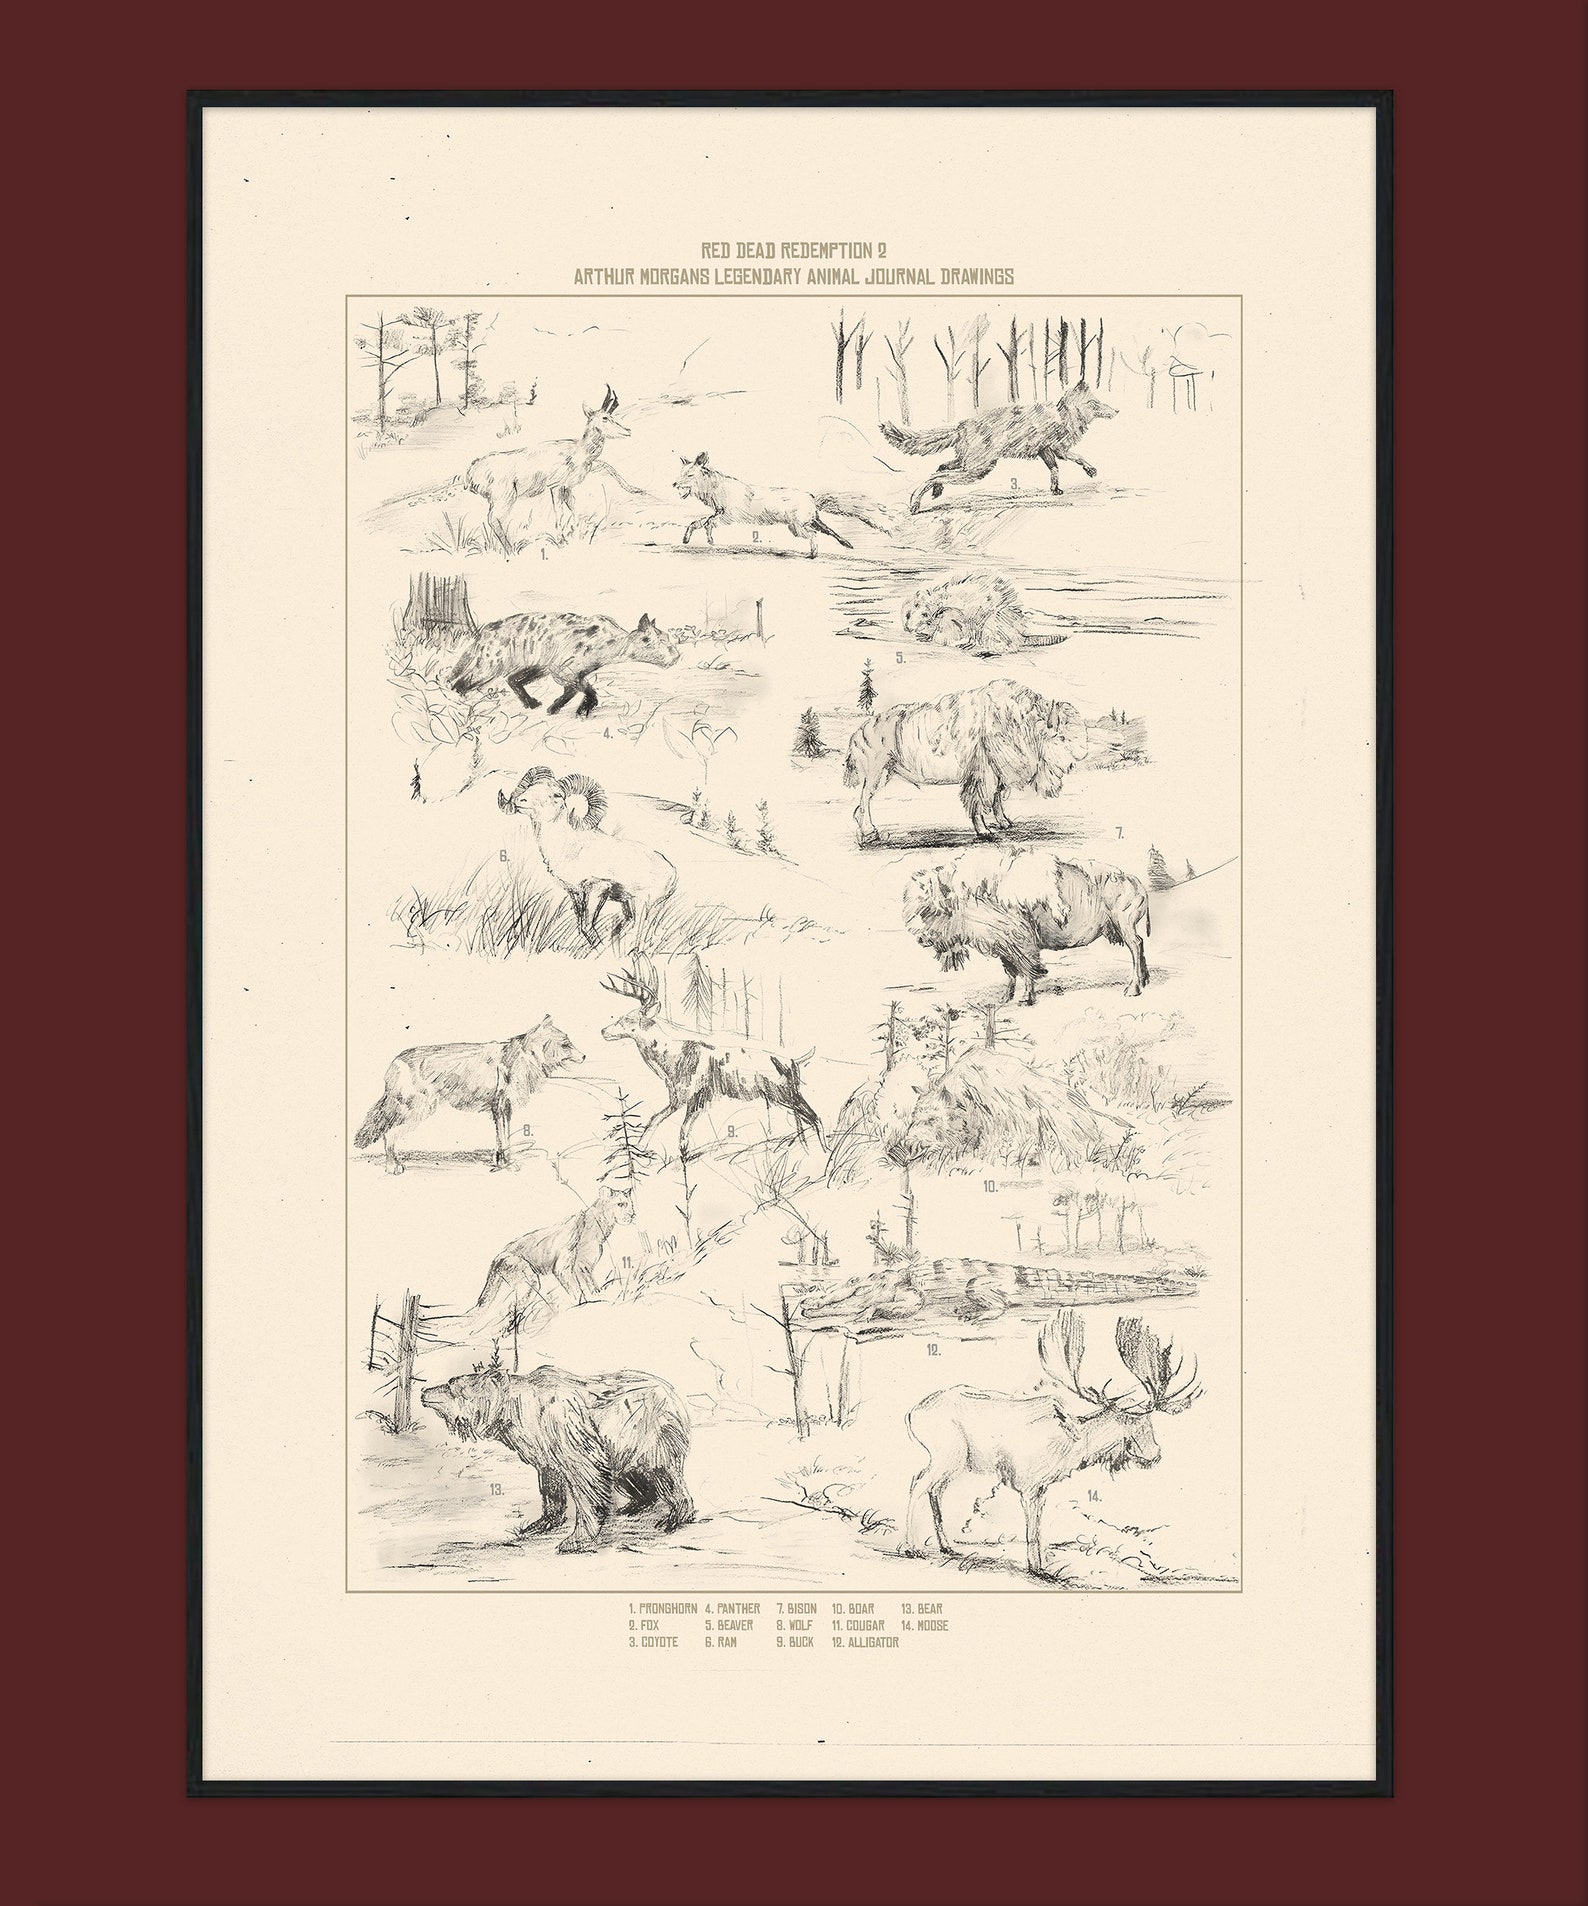 RED DEAD REDEMPTION 2
ARTHUR MORGANS LEGENDARY ANIMAL JOURNAL DRAWINGS
1.
2.
3.
4.
5.
6.
7.
8.
9.
10.
11.
12.
13.
14.
1. PRONGHORN 4. PANTHER 7. BISON 10. BOAR 13. BEAR
2. FOX 5. BEAVER 8. WOLF 11. COUGAR 14. MOOSE
3. COYOTE 6. RAM 9. BUCK 12. ALLIGATOR